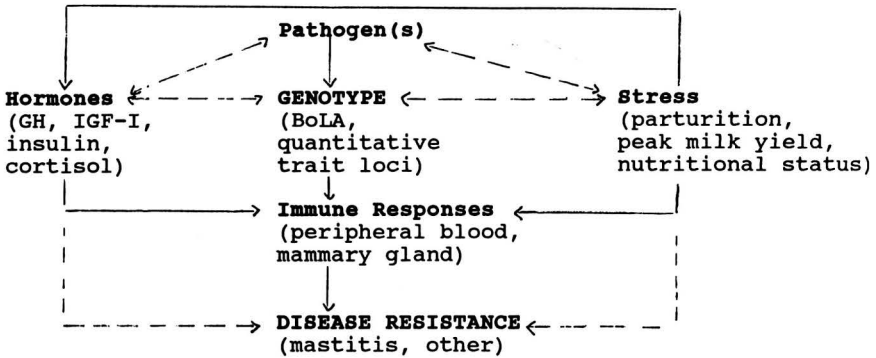 Pathogen(s)
Hormones
(GH, IGF-I,
insulin,
cortisol)
GENOTYPE
(BoLA,
quantitative
trait loci)
Stress
(parturition,
peak milk yield,
nutritional status)
Immune Responses
(peripheral blood,
mammary gland)
DISEASE RESISTANCE
(mastitis, other)